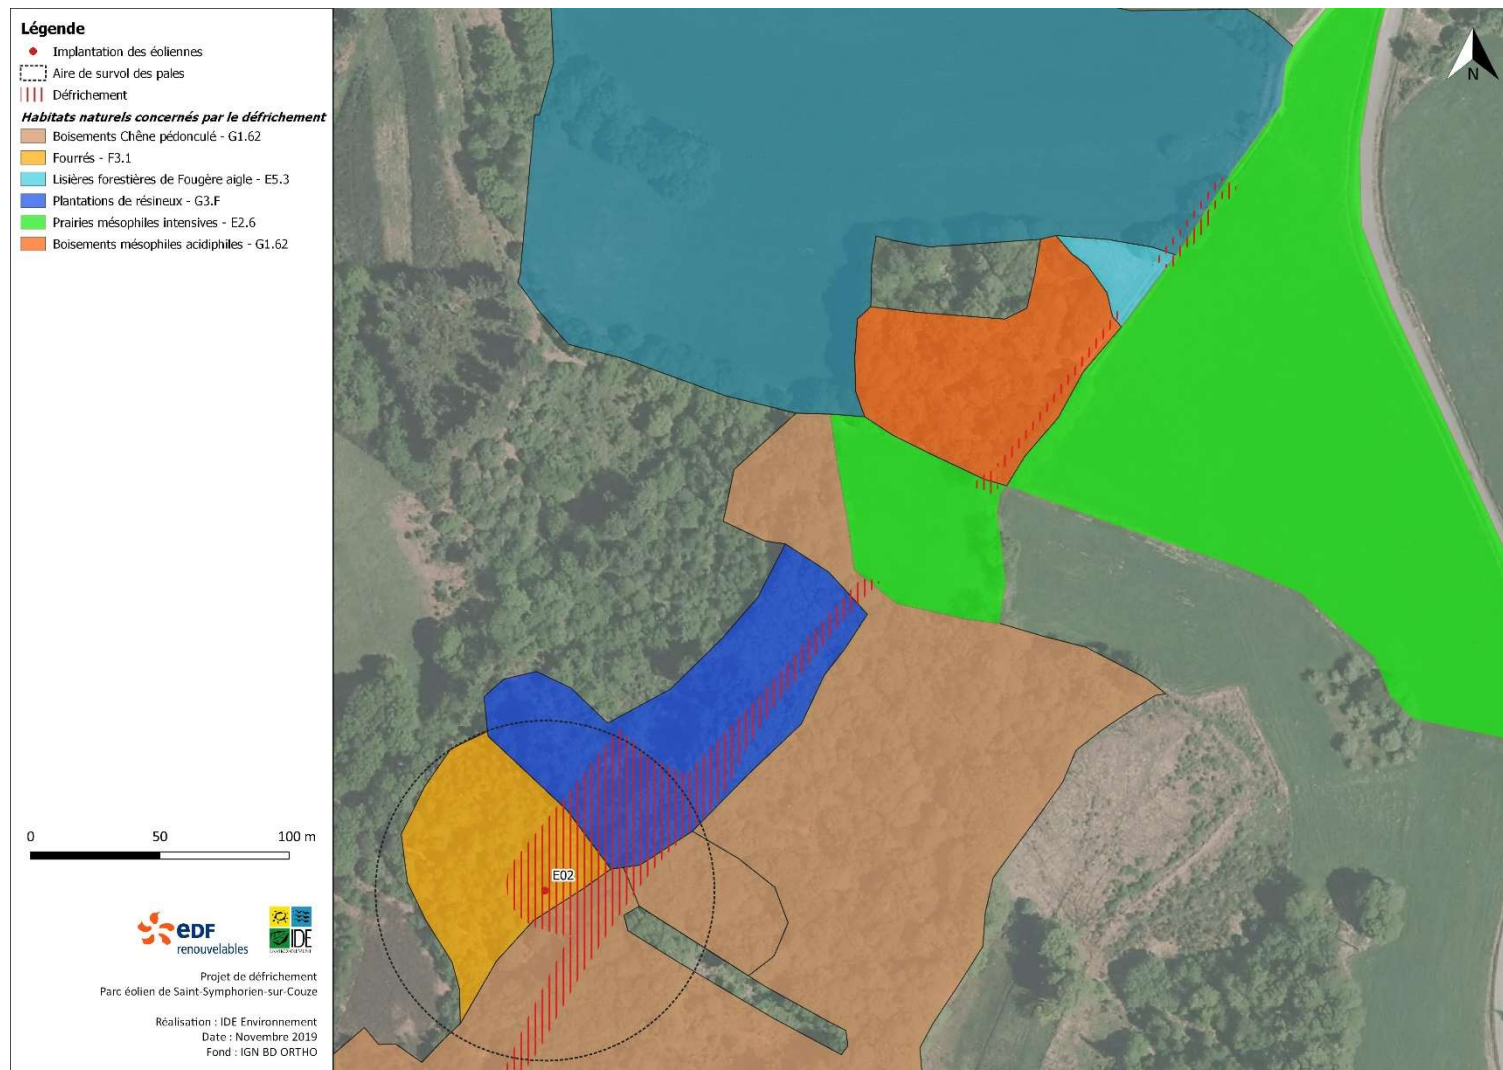 Légende
Implantation des éoliennes
Aire de survol des pales
Défrichement
Habitats naturels concernés par le défrichement
Boisements Chêne pédonculé - G1.62
Fourrés - F3.1
Lisières forestières de Fougère aigle - E5.3
Plantations de résineux - G3.F
Prairies mésophiles intensives - E2.6
Boisements mésophiles acidiphiles - G1.62
N
E02
0 50 100 m
eDF
renouvelables
IDE
Projet de défrichement
Parc éolien de Saint-Symphorien-sur-Couze
Réalisation : IDE Environnement
Date : Novembre 2019
Fond : IGN BD ORTHO